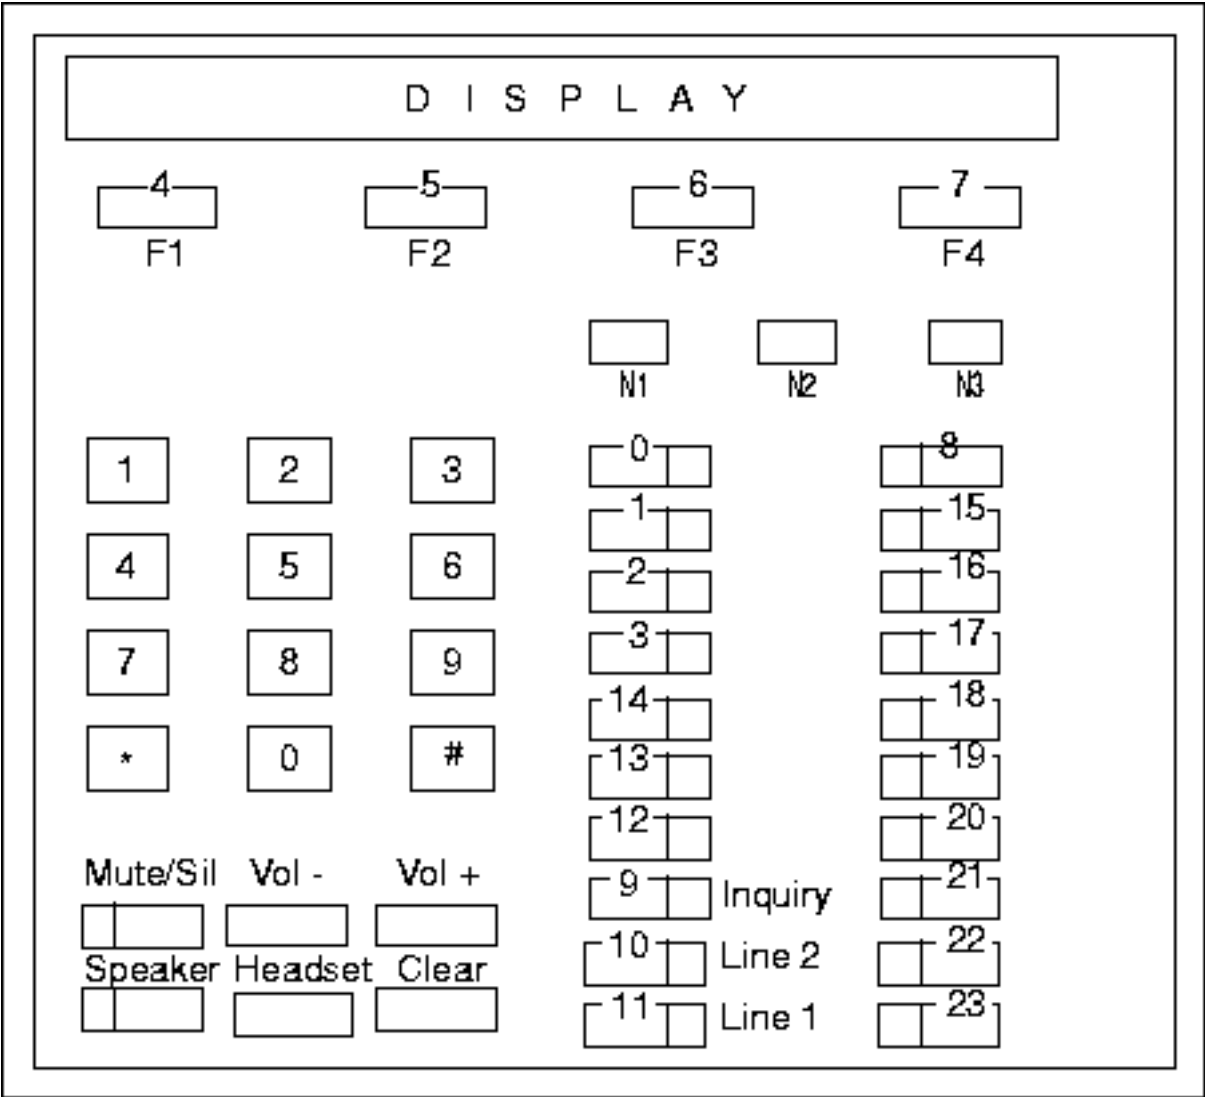 D I S P L A Y
4 5 6 7
F1 F2 F3 F4
N1 N2 N3
1 2 3 0 8
1 15
4 5 6 2 16
7 8 9 3 17
14 18
* 0 # 13 19
12 20
Mute/Sil Vol - Vol + 9 Inquiry 21
Speaker Headset Clear 10 Line 2 22
11 Line 1 23